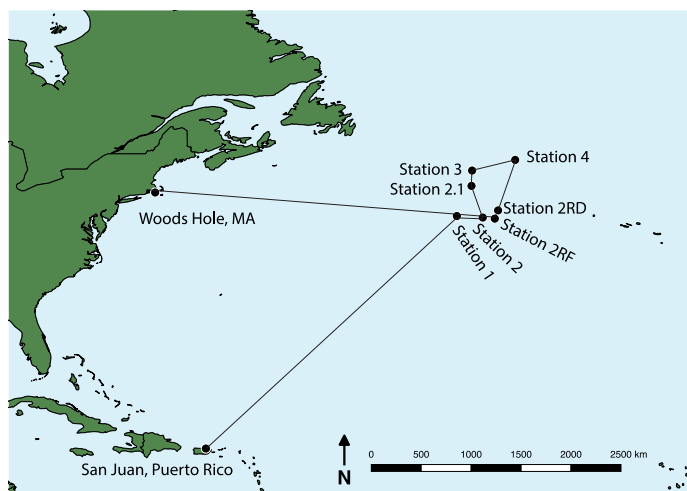 Station 4
Station 3
Station 2.1
Woods Hole, MA
Station 2RD
Station 2RF
Station 2
Station 1
San Juan, Puerto Rico
N
0 500 1000 1500 2000 2500 km